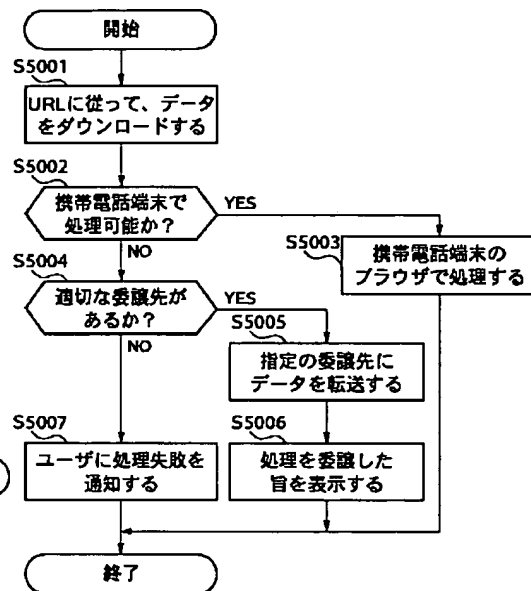 開始
S5001
URLに従って、データ
をダウンロードする
S5002
携帯電話端末で
処理可能か？
YES
NO
S5003
携帯電話端末の
ブラウザで処理する
S5004
適切な委譲先が
あるか？
YES
NO
S5005
指定の委譲先に
データを転送する
S5007
ユーザに処理失敗を
通知する
S5006
処理を委譲した
旨を表示する
終了